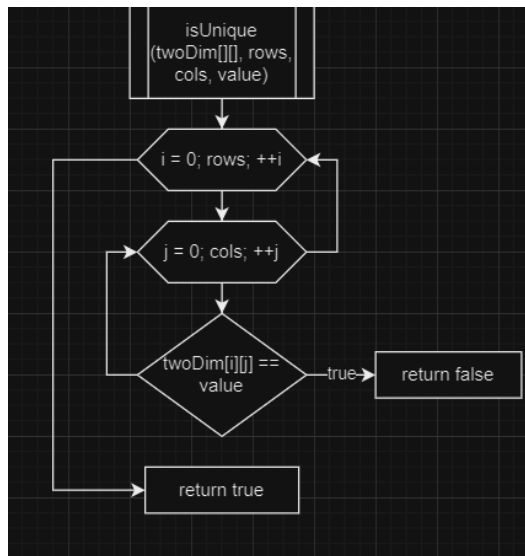 isUnique
(twoDim[][], rows,
cols, value)
i = 0; rows; ++i
j = 0; cols; ++j
twoDim[i][j] ==
value
true
return false
return true